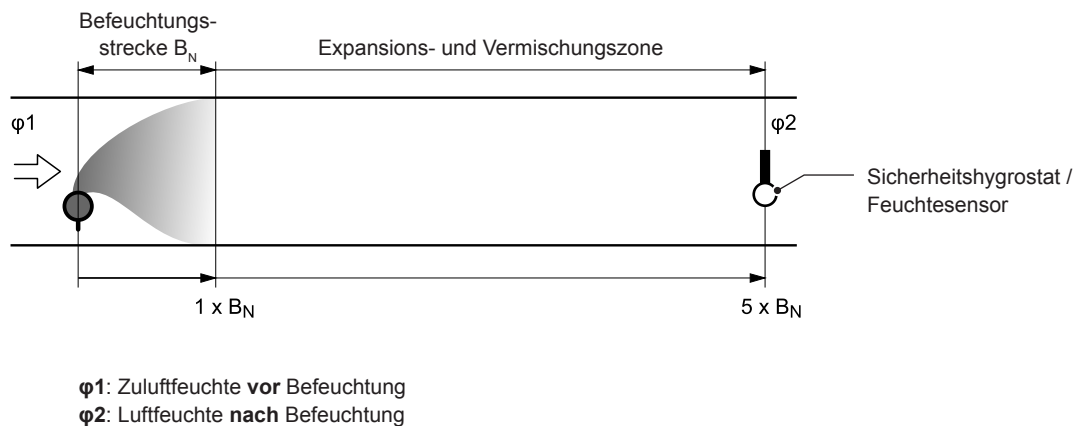 Befeuchtungs-
strecke B_N
Expansions- und Vermischungszone
φ1
φ2
Sicherheitshygrostat /
Feuchtesensor
1 x B_N
5 x B_N
φ1: Zuluftfeuchte vor Befeuchtung
φ2: Luftfeuchte nach Befeuchtung